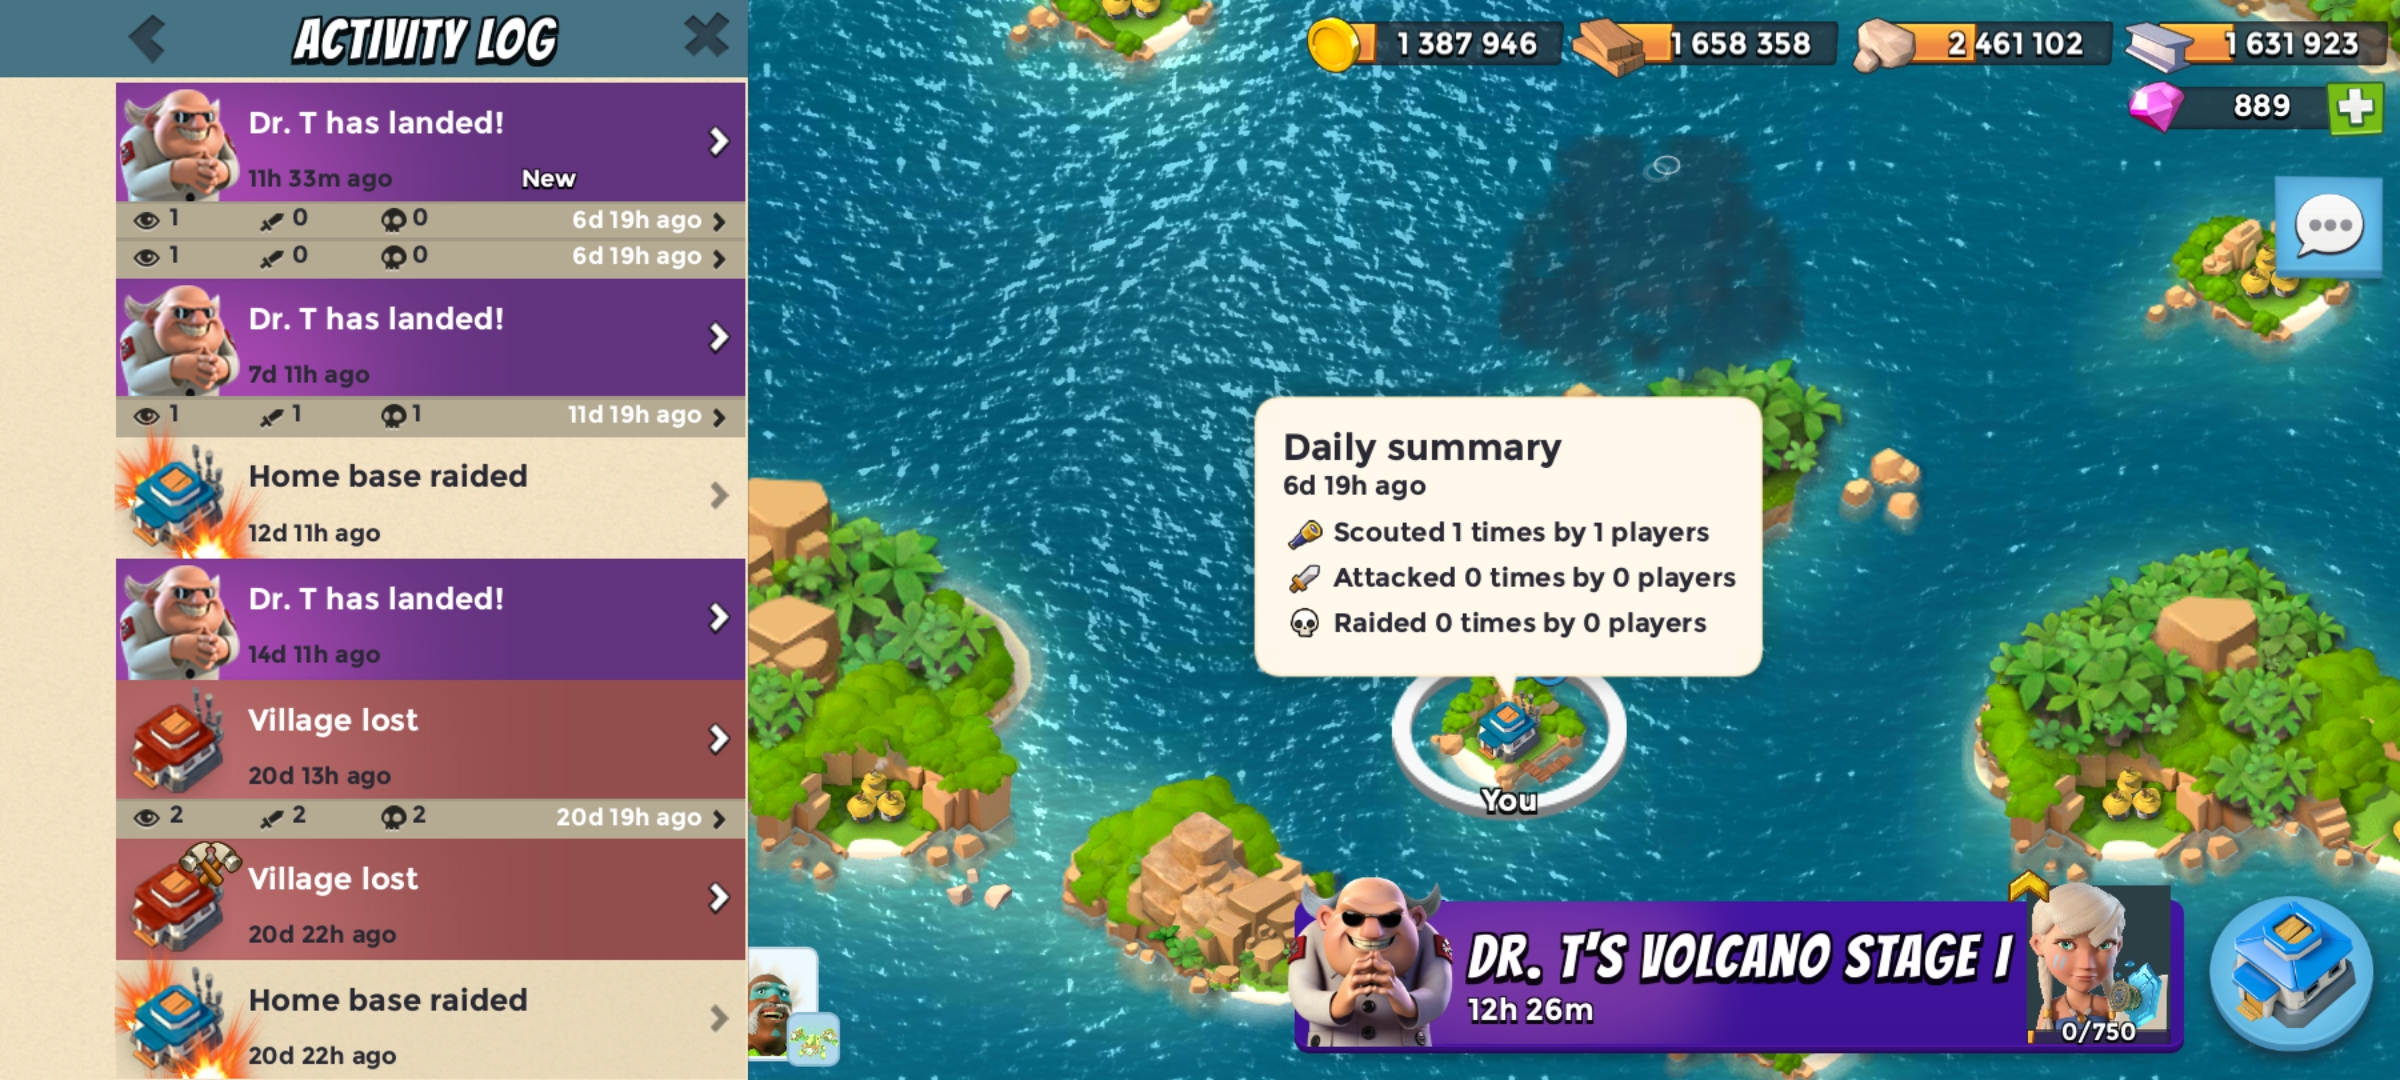 ACTIVITY LOG
Dr. T has landed!
11h 33m ago
New
1 0 0 6d 19h ago
1 0 0 6d 19h ago
Dr. T has landed!
7d 11h ago
1 1 1 11d 19h ago
Home base raided
12d 11h ago
Dr. T has landed!
14d 11h ago
Village lost
20d 13h ago
2 2 2 20d 19h ago
Village lost
20d 22h ago
Home base raided
20d 22h ago
1 387 946
1 658 358
2 461 102
1 631 923
889
Daily summary
6d 19h ago
Scouted 1 times by 1 players
Attacked 0 times by 0 players
Raided 0 times by 0 players
You
DR. T'S VOLCANO STAGE I
12h 26m
0/750